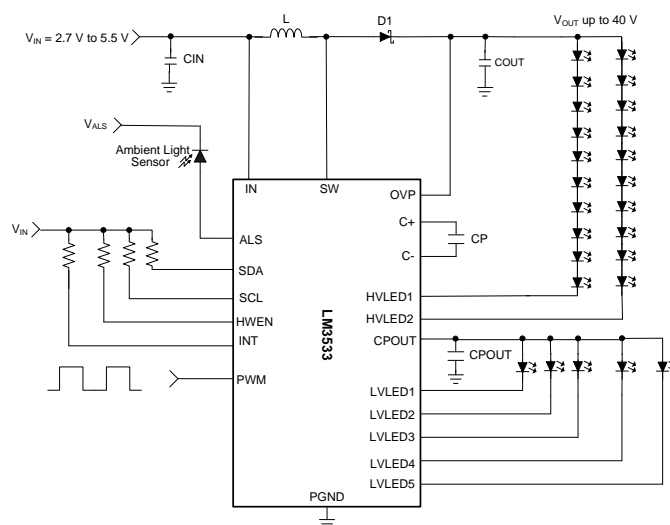 L
D1
VIN = 2.7 V to 5.5 V
VOUT up to 40 V
CIN
COUT
VALS
Ambient Light
Sensor
IN
SW
OVP
C+
CP
C-
VIN
ALS
SDA
SCL
HWEN
INT
PWM
LM3533
HVLED1
HVLED2
CPOUT
CPOUT
LVLED1
LVLED2
LVLED3
LVLED4
LVLED5
PGND